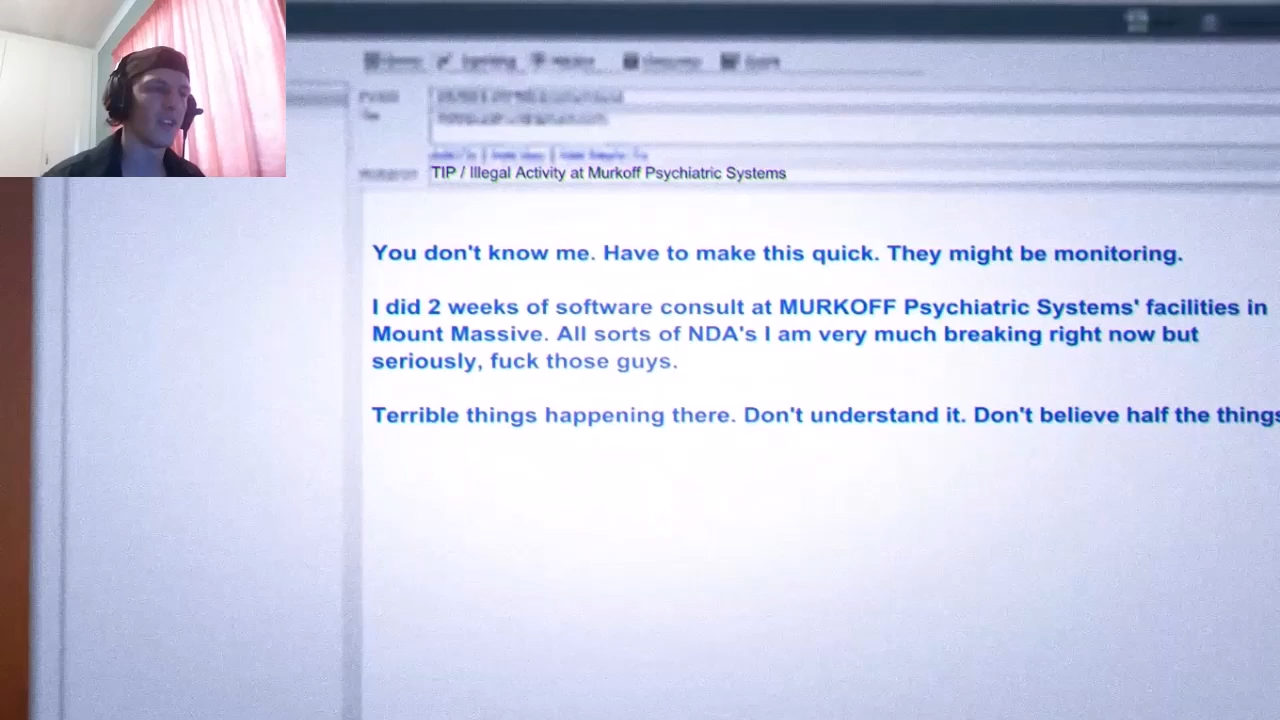 TIP / Illegal Activity at Murkoff Psychiatric Systems
You don't know me. Have to make this quick. They might be monitoring.
I did 2 weeks of software consult at MURKOFF Psychiatric Systems' facilities in
Mount Massive. All sorts of NDA's I am very much breaking right now but
seriously, fuck those guys.
Terrible things happening there. Don't understand it. Don't believe half the things